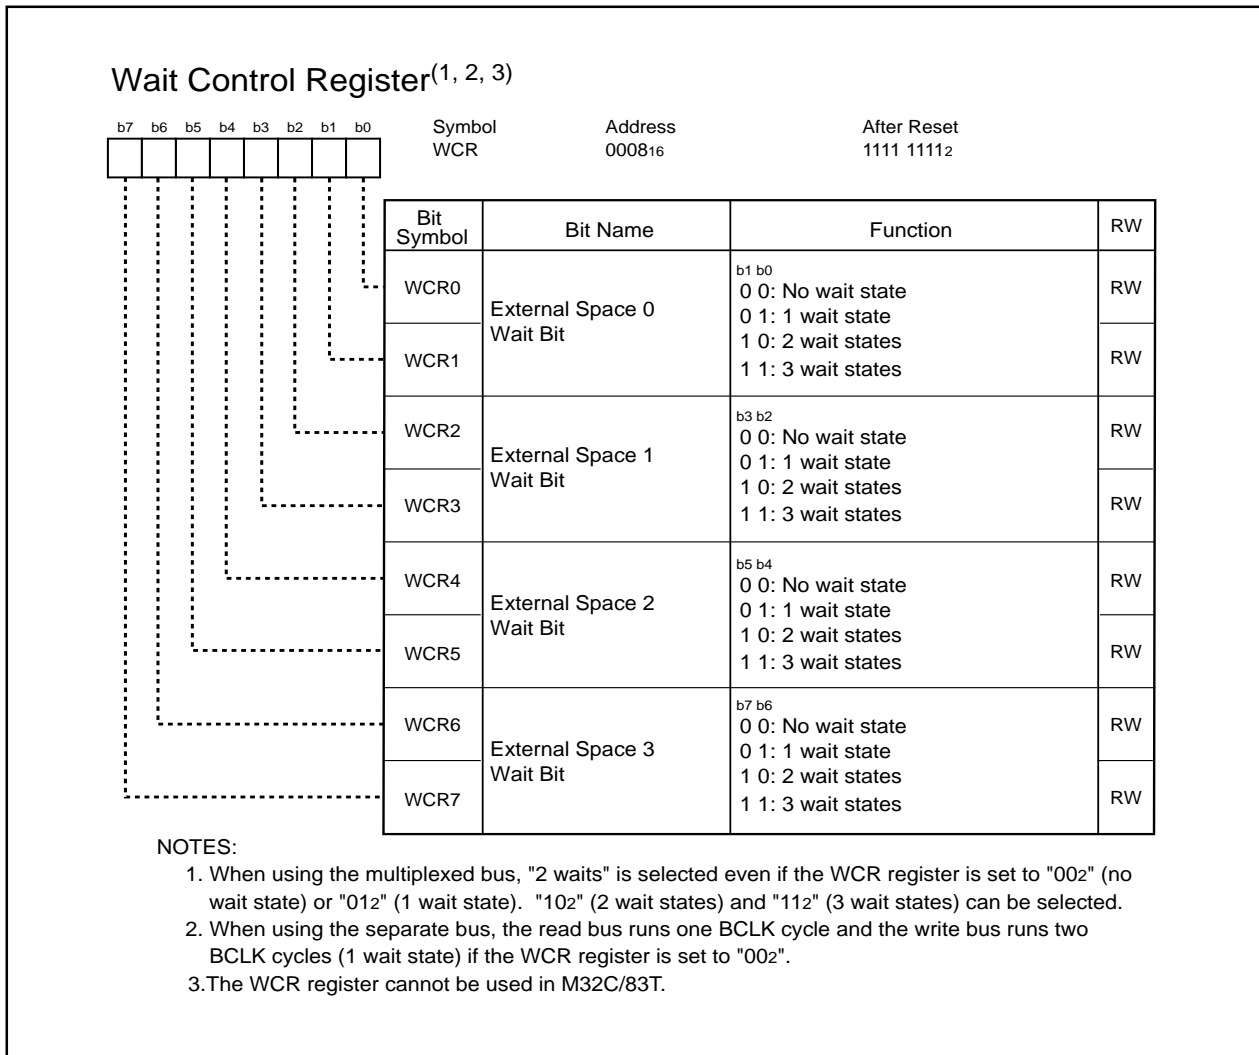 Wait Control Register(1, 2, 3)
b7 b6 b5 b4 b3 b2 b1 b0
Symbol Address After Reset
WCR 000816 1111 11112
Bit Symbol Bit Name Function RW
WCR0 RW
WCR1 RW
External Space 0
Wait Bit
b1 b0
0 0: No wait state
0 1: 1 wait state
1 0: 2 wait states
1 1: 3 wait states
WCR2 RW
WCR3 RW
External Space 1
Wait Bit
b3 b2
0 0: No wait state
0 1: 1 wait state
1 0: 2 wait states
1 1: 3 wait states
WCR4 RW
WCR5 RW
External Space 2
Wait Bit
b5 b4
0 0: No wait state
0 1: 1 wait state
1 0: 2 wait states
1 1: 3 wait states
WCR6 RW
WCR7 RW
External Space 3
Wait Bit
b7 b6
0 0: No wait state
0 1: 1 wait state
1 0: 2 wait states
1 1: 3 wait states
NOTES:
1. When using the multiplexed bus, "2 waits" is selected even if the WCR register is set to "002" (no
wait state) or "012" (1 wait state). "102" (2 wait states) and "112" (3 wait states) can be selected.
2. When using the separate bus, the read bus runs one BCLK cycle and the write bus runs two
BCLK cycles (1 wait state) if the WCR register is set to "002".
3.The WCR register cannot be used in M32C/83T.